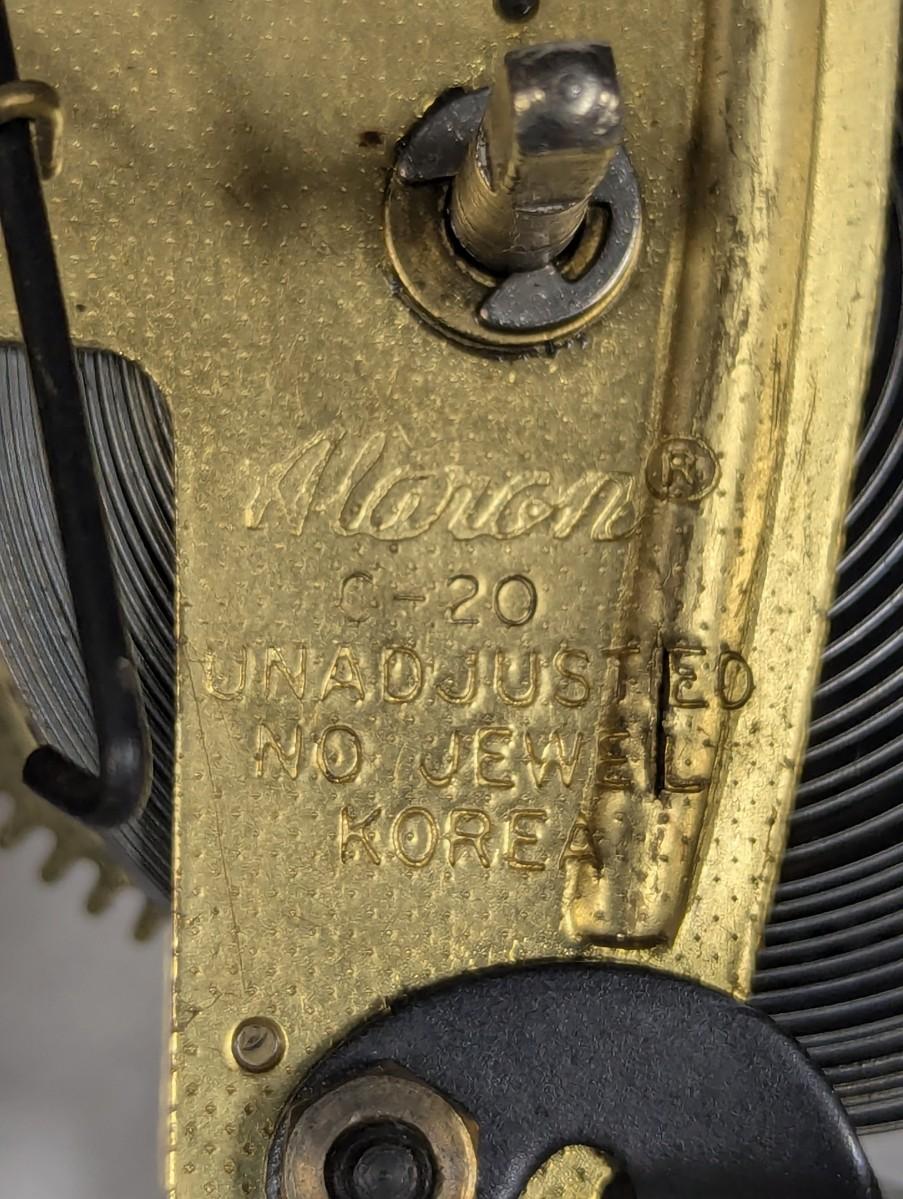 Maron®
C-20
UNADJUSTED
NO JEWEL
KOREA